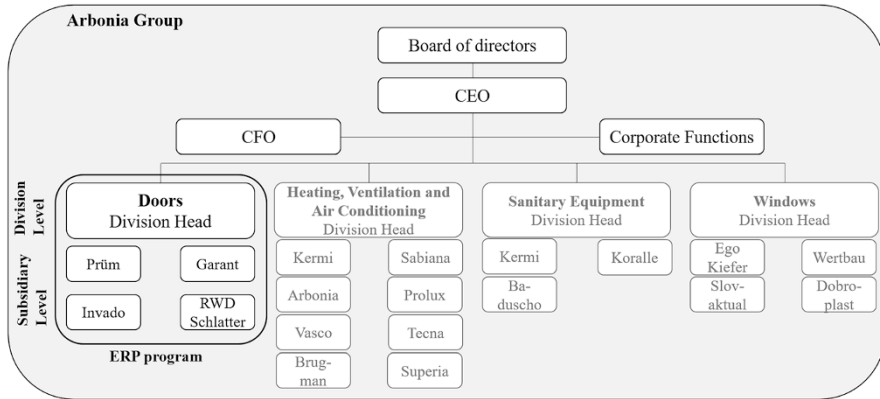 Arbonia Group
Board of directors
CEO
CFO
Corporate Functions
Division
Level
Doors
Division Head
Heating, Ventilation and
Air Conditioning
Division Head
Sanitary Equipment
Division Head
Windows
Division Head
Subsidiary
Level
Prüm
Garant
Invado
RWD
Schlatter
Kermi
Sabiana
Arbonia
Prolux
Vasco
Tecna
Brug-
man
Superia
Kermi
Koralle
Ba-
duscho
Ego
Kiefer
Wertbau
Slov-
aktual
Dobro-
plast
ERP program